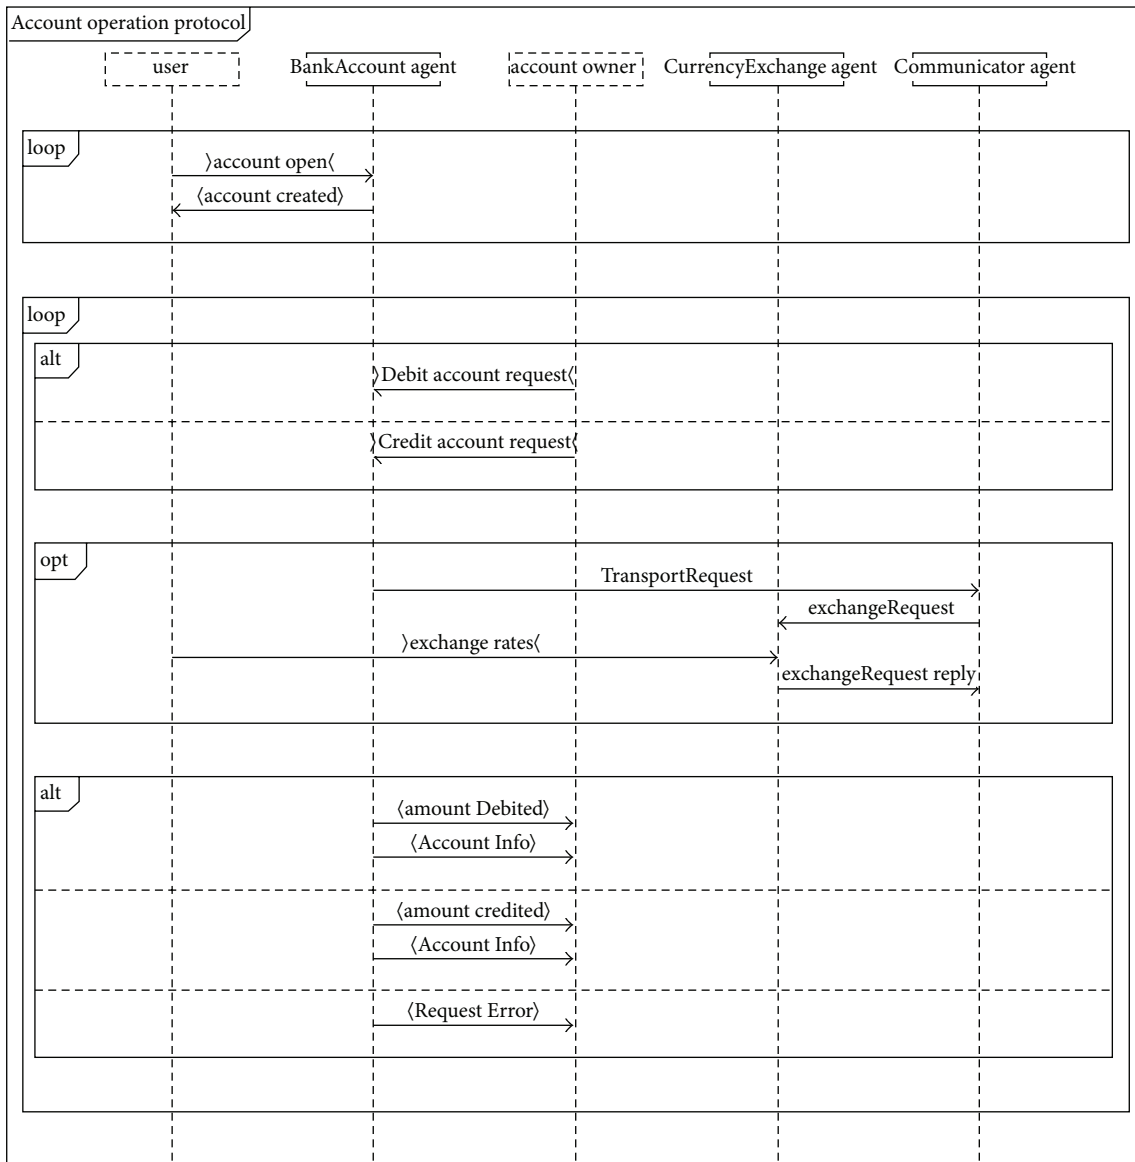 Account operation protocol
user
BankAccount agent
account owner
CurrencyExchange agent
Communicator agent
loop
⟩account open⟨
⟨account created⟩
loop
alt
⟩Debit account request⟨
⟩Credit account request⟨
opt
TransportRequest
exchangeRequest
⟩exchange rates⟨
exchangeRequest reply
alt
⟨amount Debited⟩
⟨Account Info⟩
⟨amount credited⟩
⟨Account Info⟩
⟨Request Error⟩